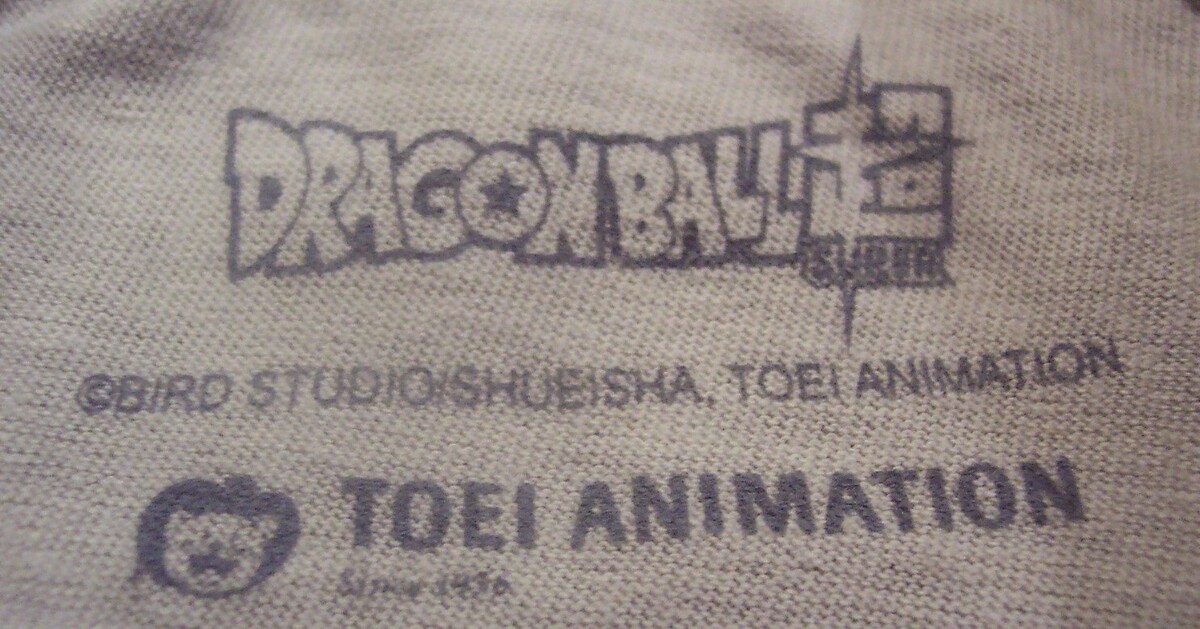 DRAGONBALL超
SUPER
©BIRD STUDIO/SHUEISHA, TOEI ANIMATION
TOEI ANIMATION
Since 1956